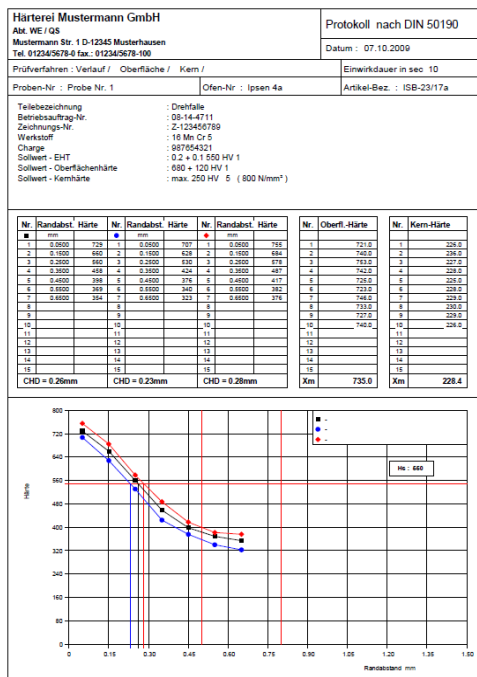 Härterei Mustermann GmbH
Abt. WE / QS
Mustermann Str. 1 D-12345 Musterhausen
Tel. 01234/5678-0 fax.: 01234/5678-100
Protokoll nach DIN 50190
Datum : 07.10.2009
Prüfverfahren : Verlauf / Oberfläche / Kern /
Einwirkdauer in sec 10
Proben-Nr : Probe Nr. 1
Ofen-Nr : Ipsen 4a
Artikel-Bez. : ISB-23/17a
Teilebezeichnung : Drehfalle
Betriebsauftrag-Nr. : 08-14-4711
Zeichnungs-Nr. : Z-123456789
Werkstoff : 16 Mn Cr 5
Charge : 987654321
Sollwert - EHT : 0.2 + 0.1 550 HV 1
Sollwert - Oberflächenhärte : 680 + 120 HV 1
Sollwert - Kernhärte : max. 250 HV 5 ( 800 N/mm² )
Nr. Randabst. Härte Nr. Randabst. Härte Nr. Randabst. Härte Nr. Oberfl.-Härte Nr. Kern-Härte
mm mm mm
1 0.0500 729 1 0.0500 707 1 0.0500 755 1 721.0 1 226.0
2 0.1500 660 2 0.1500 628 2 0.1500 684 2 740.0 2 236.0
3 0.2500 560 3 0.2500 530 3 0.2500 578 3 753.0 3 227.0
4 0.3500 458 4 0.3500 424 4 0.3500 487 4 742.0 4 228.0
5 0.4500 398 5 0.4500 376 5 0.4500 417 5 726.0 5 225.0
6 0.5500 369 6 0.5500 340 6 0.5500 382 6 723.0 6 228.0
7 0.6500 354 7 0.6500 323 7 0.6500 376 7 746.0 7 229.0
8 8 8 8 733.0 8 230.0
9 9 9 9 727.0 9 229.0
10 10 10 10 740.0 10 226.0
11 11 11 11 11
12 12 12 12 12
13 13 13 13 13
14 14 14 14 14
15 15 15 15 15
CHD = 0.26mm CHD = 0.23mm CHD = 0.28mm Xm 735.0 Xm 228.4
800
720
640
560
480
400
320
240
160
80
0
Härte
-
-
-
Hs : 550
0 0.15 0.30 0.45 0.60 0.75 0.90 1.05 1.20 1.35 1.50
Randabstand mm